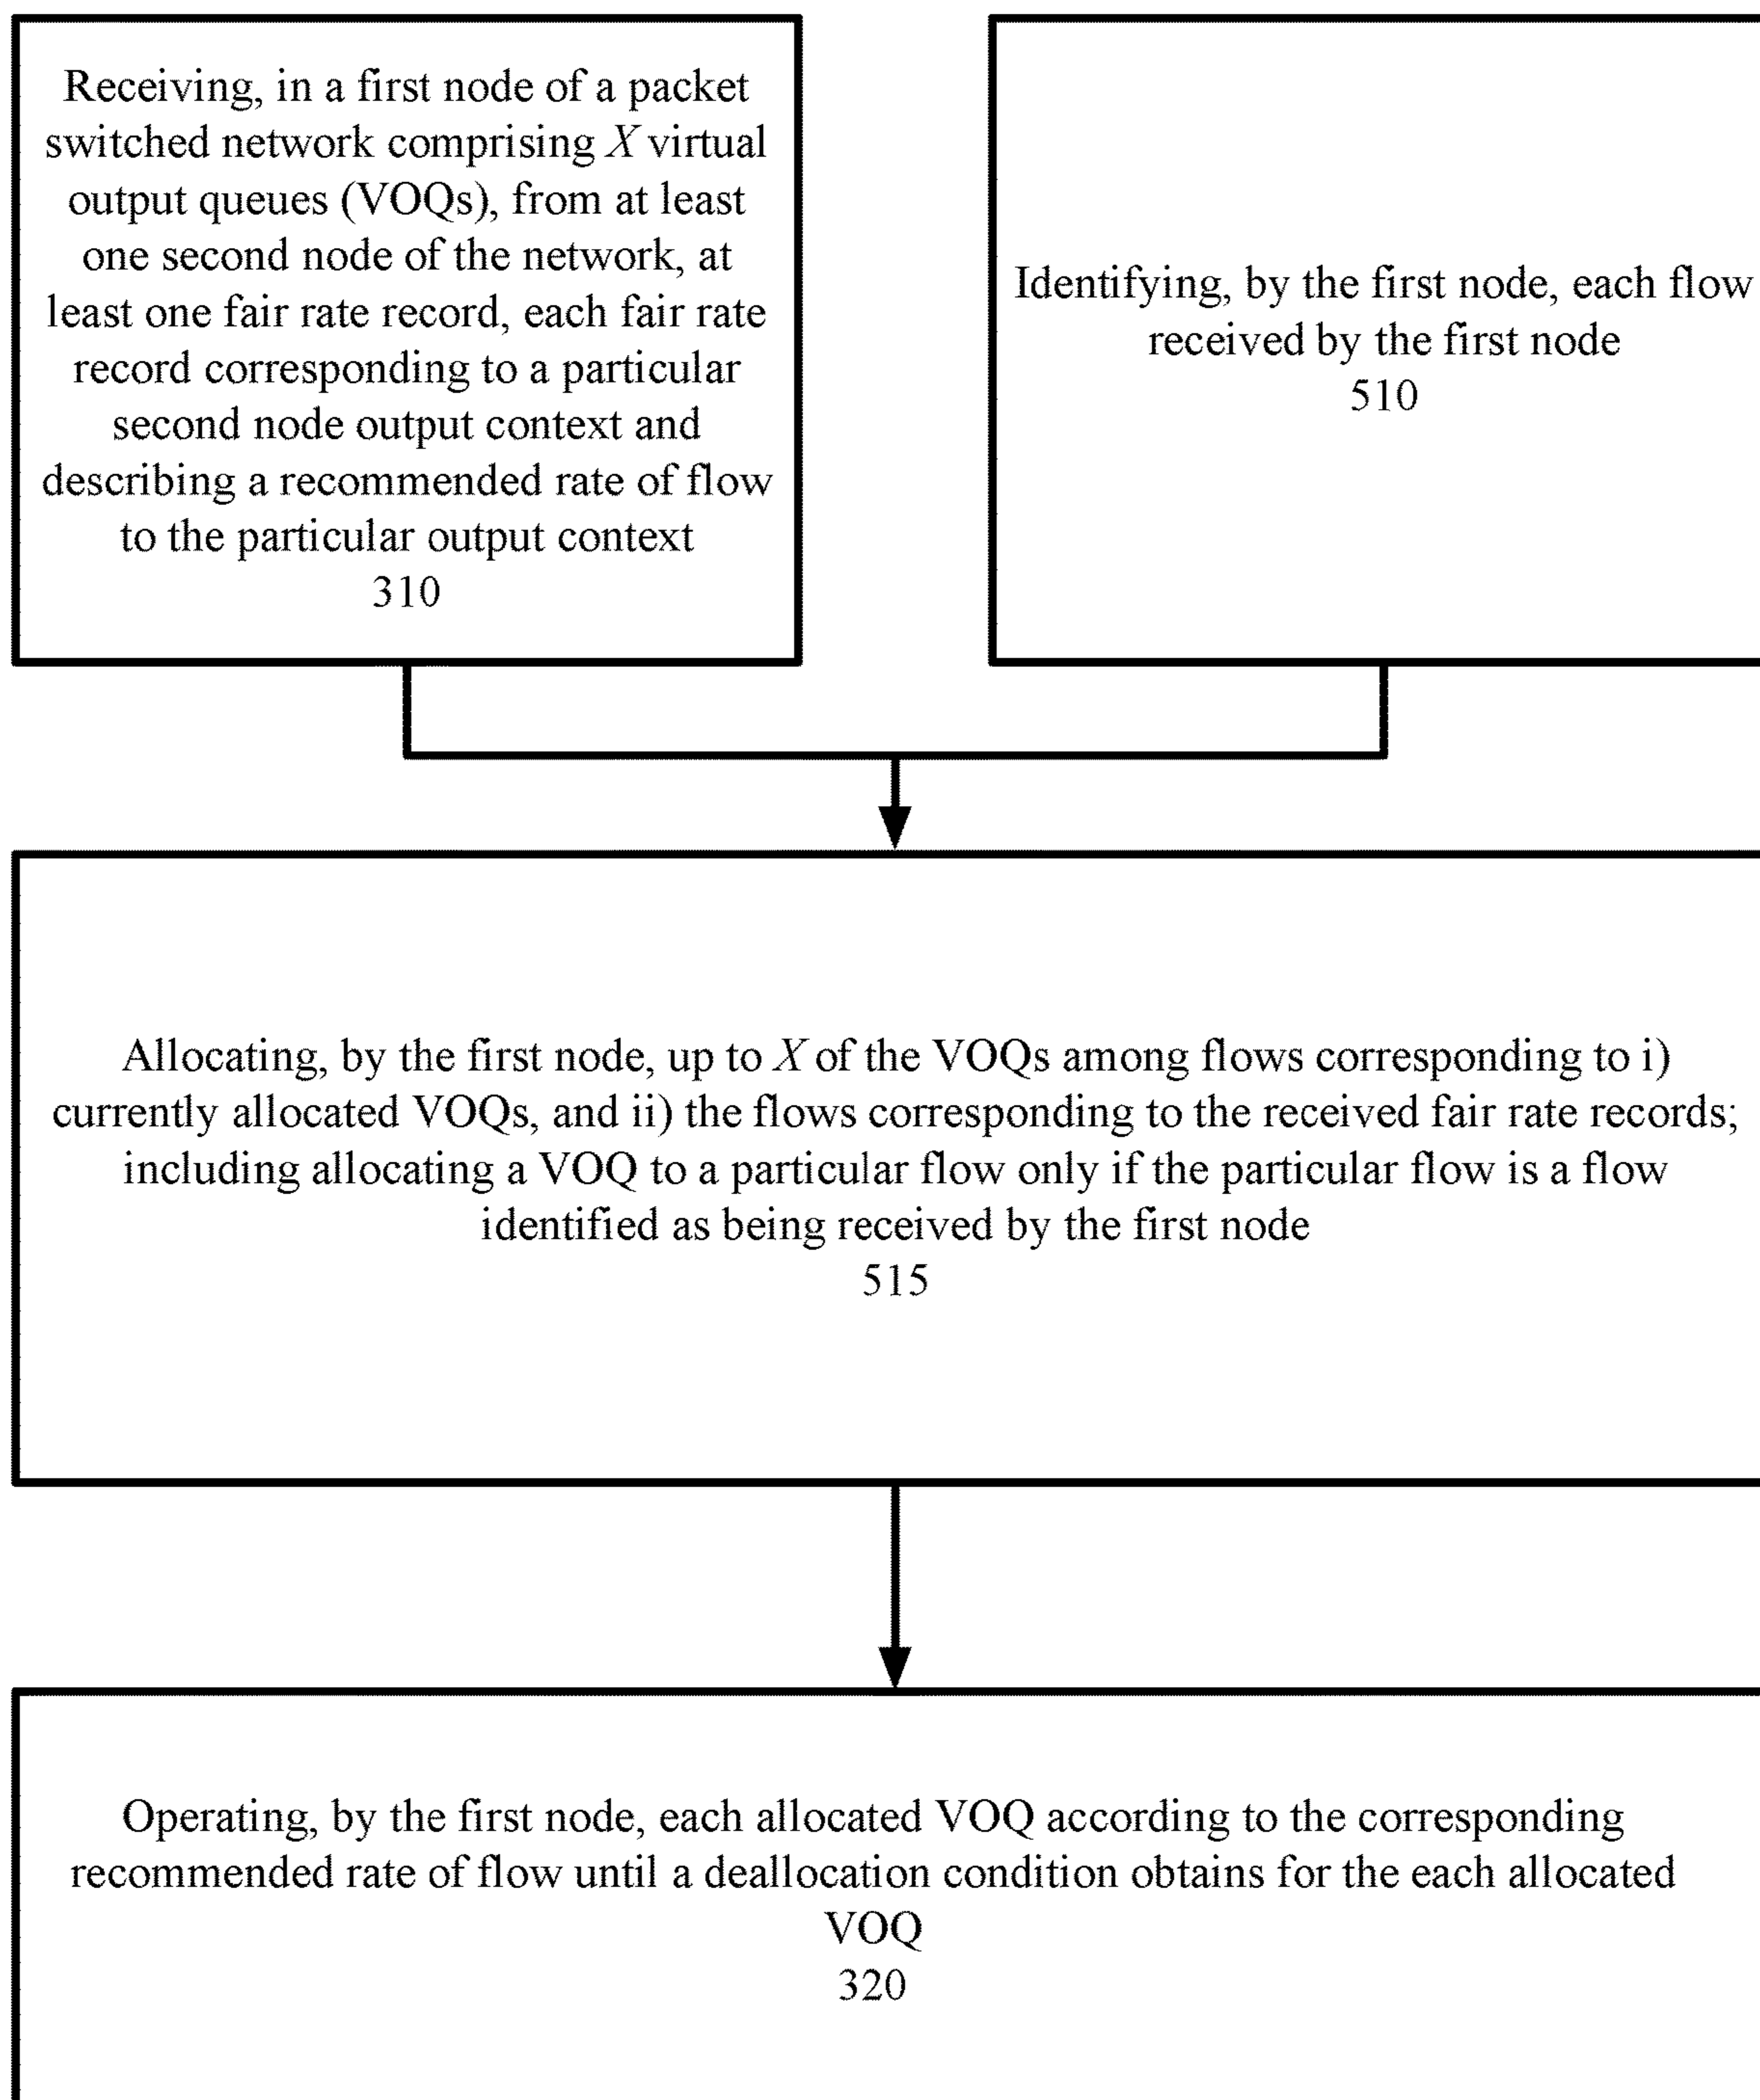 Receiving, in a first node of a packet
switched network comprising X virtual
output queues (VOQs), from at least
one second node of the network, at
least one fair rate record, each fair rate
record corresponding to a particular
second node output context and
describing a recommended rate of flow
to the particular output context
310
Identifying, by the first node, each flow
received by the first node
510
Allocating, by the first node, up to X of the VOQs among flows corresponding to i)
currently allocated VOQs, and ii) the flows corresponding to the received fair rate records;
including allocating a VOQ to a particular flow only if the particular flow is a flow
identified as being received by the first node
515
Operating, by the first node, each allocated VOQ according to the corresponding
recommended rate of flow until a deallocation condition obtains for the each allocated
VOQ
320